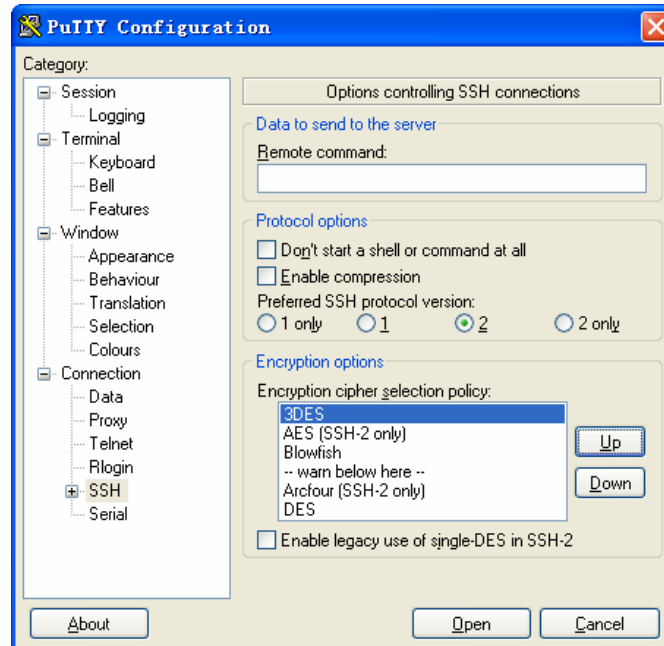 PuTTY Configuration
Category:
Session
Logging
Terminal
Keyboard
Bell
Features
Window
Appearance
Behaviour
Translation
Selection
Colours
Connection
Data
Proxy
Telnet
Rlogin
SSH
Serial
Options controlling SSH connections
Data to send to the server
Remote command:
Protocol options
Don't start a shell or command at all
Enable compression
Preferred SSH protocol version:
1 only 1 2 2 only
Encryption options
Encryption cipher selection policy:
3DES
AES (SSH-2 only)
Blowfish
-- warn below here --
Arcfour (SSH-2 only)
DES
Up
Down
Enable legacy use of single-DES in SSH-2
About Open Cancel